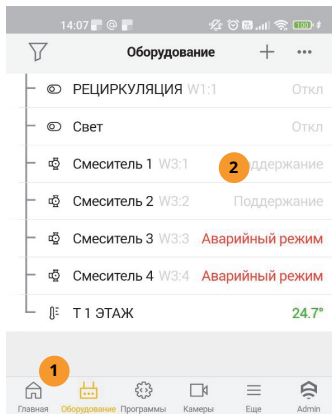 14:07 @ 100
Оборудование + •••
РЕЦИРКУЛЯЦИЯ W1:1 Откл
Свет Откл
Смеситель 1 W3:1 2 оддержание
Смеситель 2 W3:2 Поддержание
Смеситель 3 W3:3 Аварийный режим
Смеситель 4 W3:4 Аварийный режим
Т 1 ЭТАЖ 24.7°
1
Главная Оборудование Программы Камеры Еще Admin